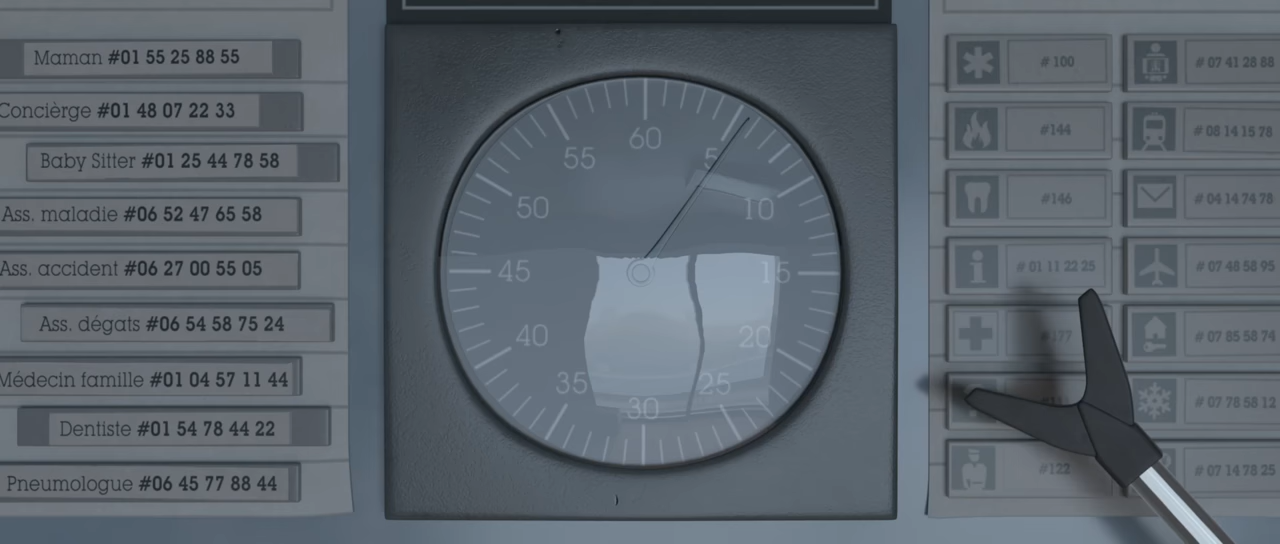 Maman #01 55 25 88 55
Concièrge #01 48 07 22 33
Baby Sitter #01 25 44 78 58
Ass. maladie #06 52 47 65 58
Ass. accident #06 27 00 55 05
Ass. dégats #06 54 58 75 24
Médecin famille #01 04 57 11 44
Dentiste #01 54 78 44 22
Pneumologue #06 45 77 88 44
60
55
5
50
10
45
15
40
20
35
25
30
#100
#07 41 28 88
#144
#08 14 15 78
#146
#04 14 74 78
#01 11 22 25
#07 48 58 95
#177
#07 85 58 74
#07 78 58 12
#122
#07 14 78 25